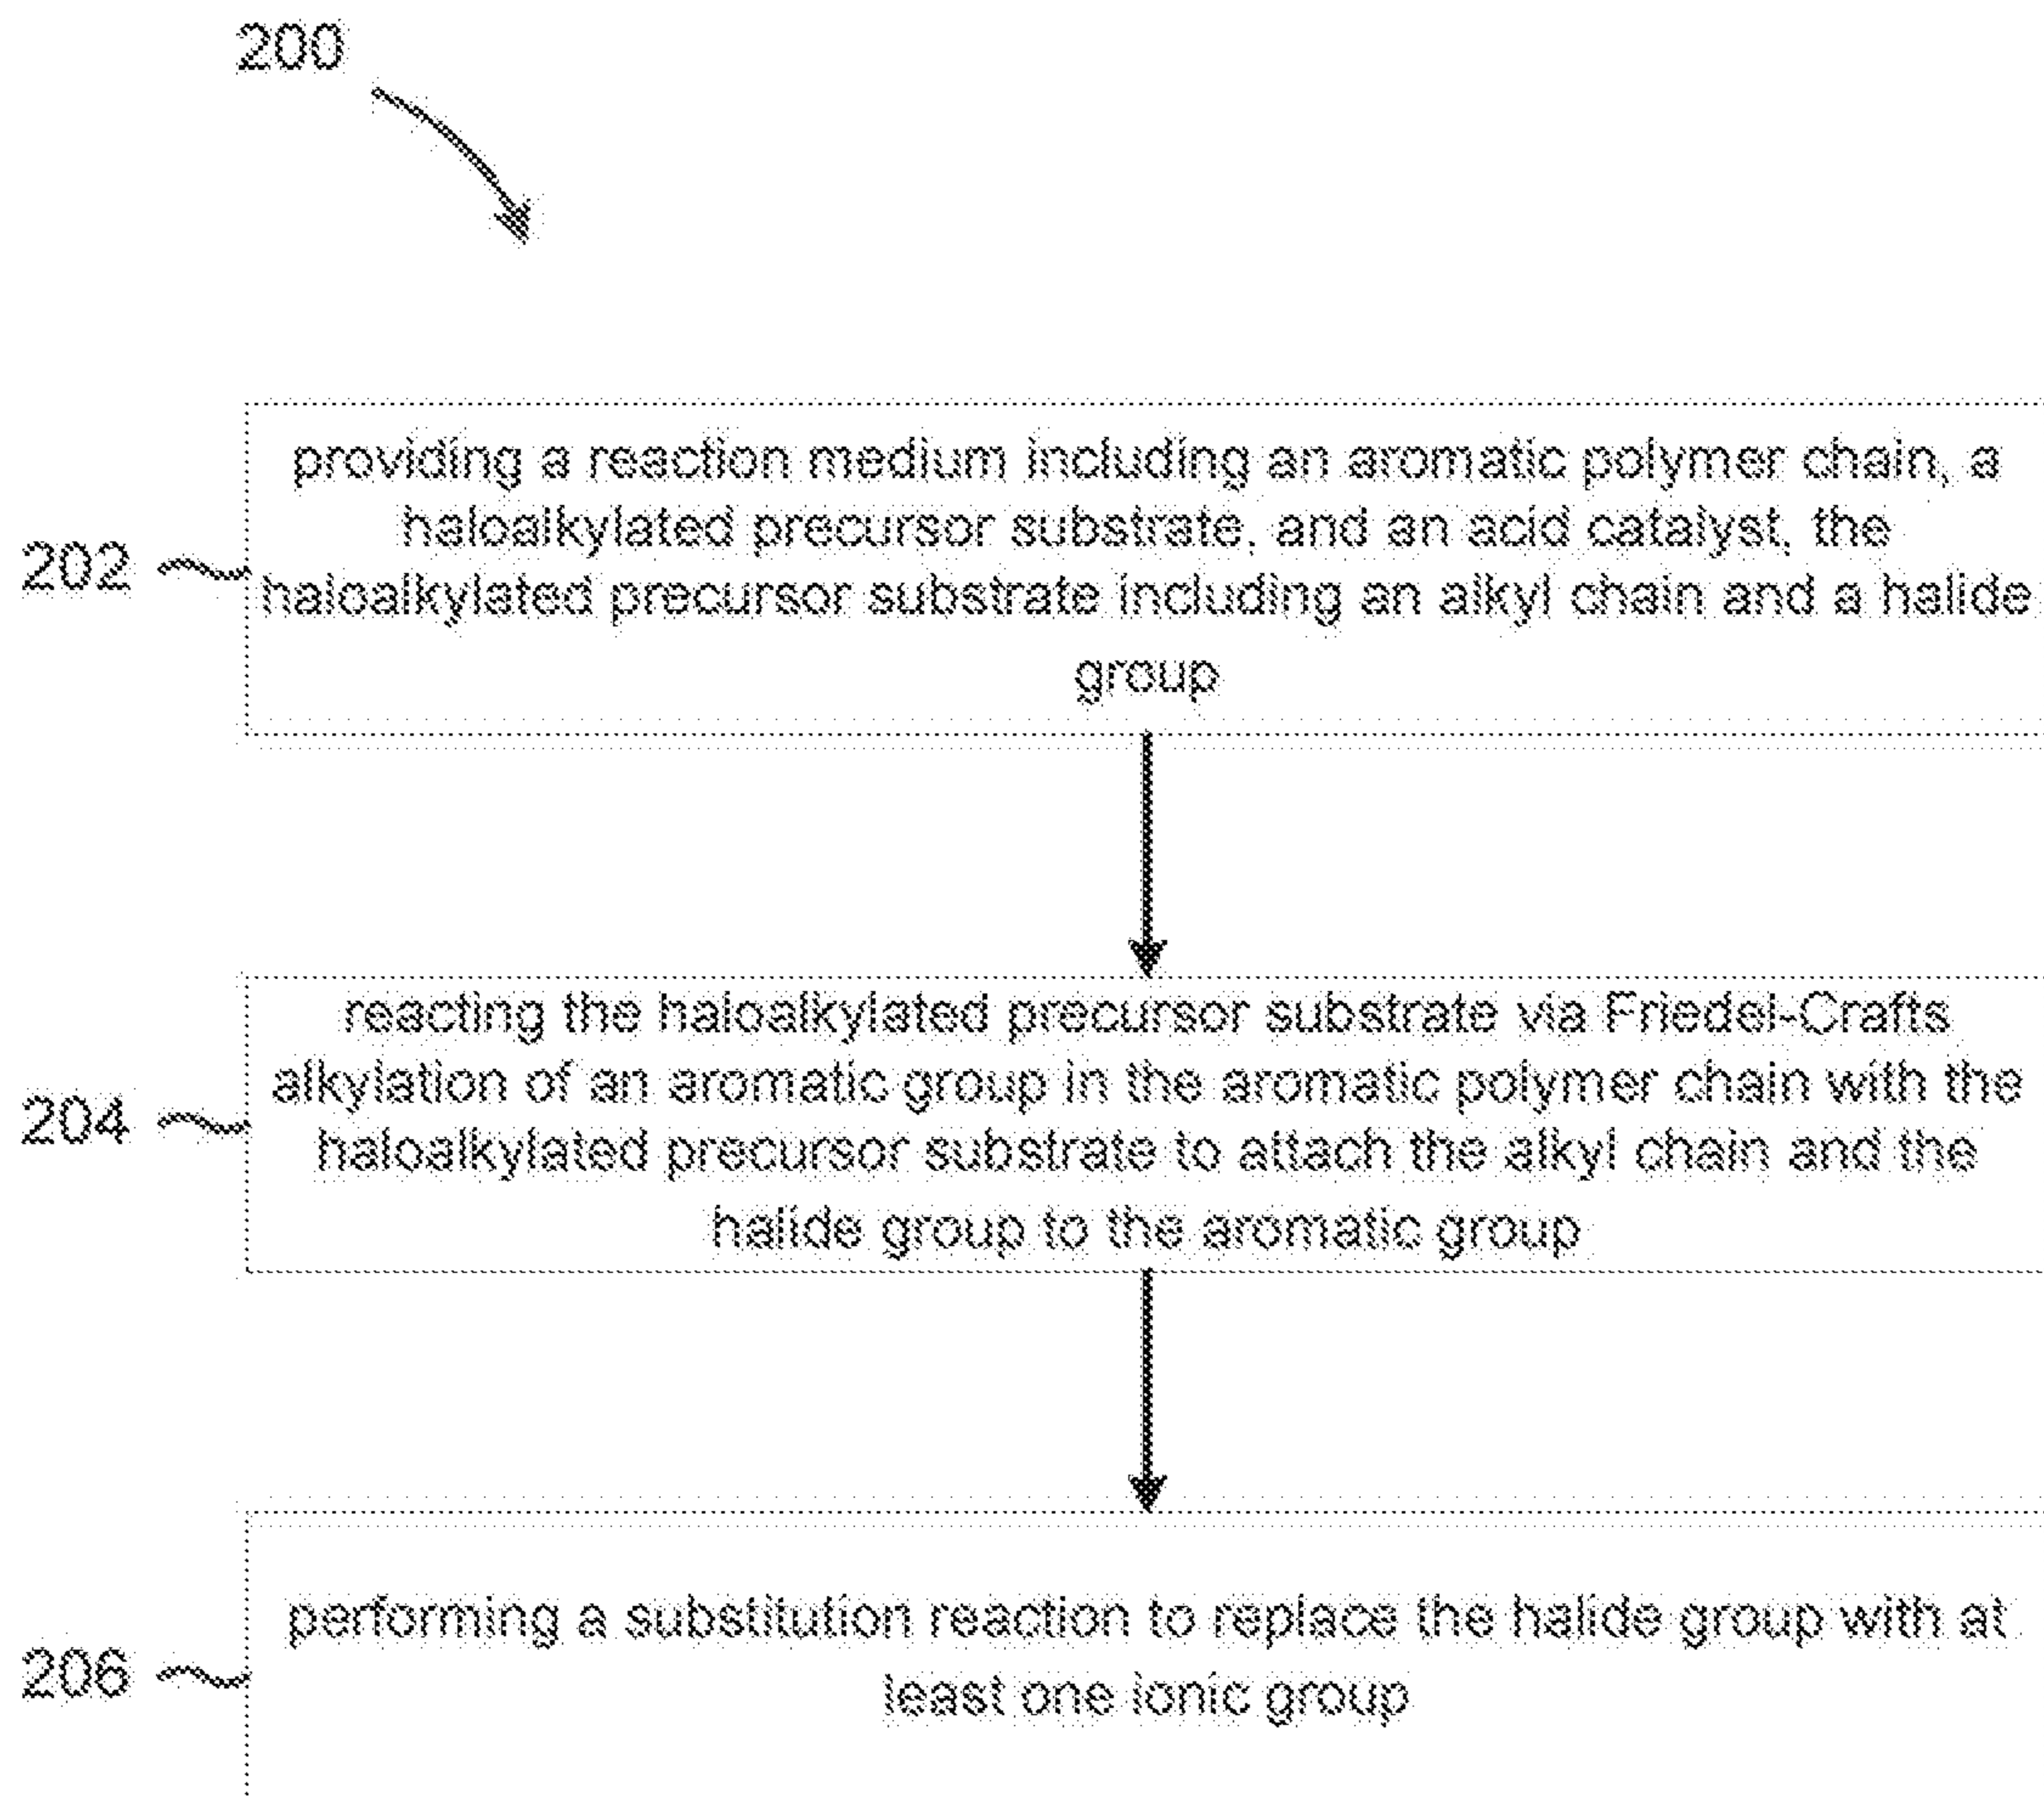 200
providing a reaction medium including an aromatic polymer chain, a
haloalkylated precursor substrate, and an acid catalyst, the
202
haloalkylated precursor substrate including an alkyl chain and a halide
group
reacting the haloalkylated precursor substrate via Friedel-Crafts
alkylation of an aromatic group in the aromatic polymer chain with the
204
haloalkylated precursor substrate to attach the alkyl chain and the
halide group to the aromatic group
performing a substitution reaction to replace the halide group with at
206
least one ionic group